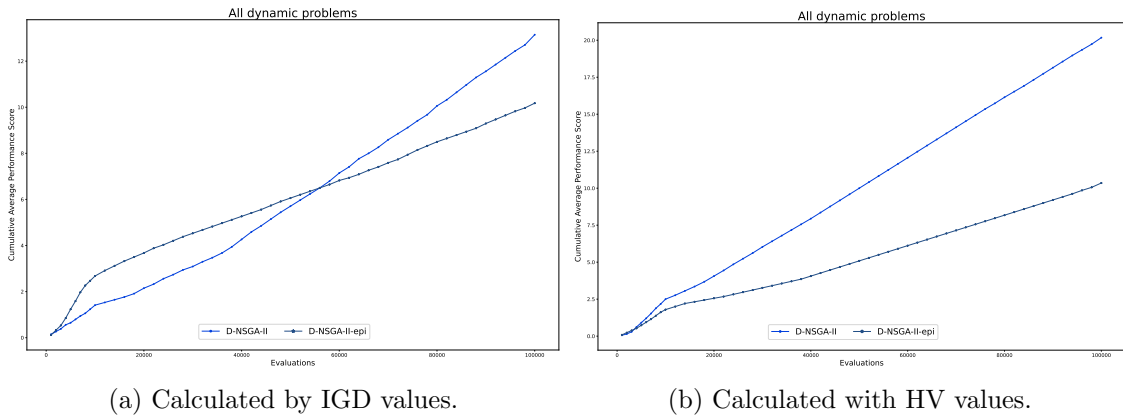 All dynamic problems
Cumulative Average Performance Score
12
10
8
6
4
2
0
0 20000 40000 60000 80000 100000
Evaluations
D-NSGA-II D-NSGA-II-epi
(a) Calculated by IGD values.
All dynamic problems
Cumulative Average Performance Score
20.0
17.5
15.0
12.5
10.0
7.5
5.0
2.5
0.0
0 20000 40000 60000 80000 100000
Evaluations
D-NSGA-II D-NSGA-II-epi
(b) Calculated with HV values.